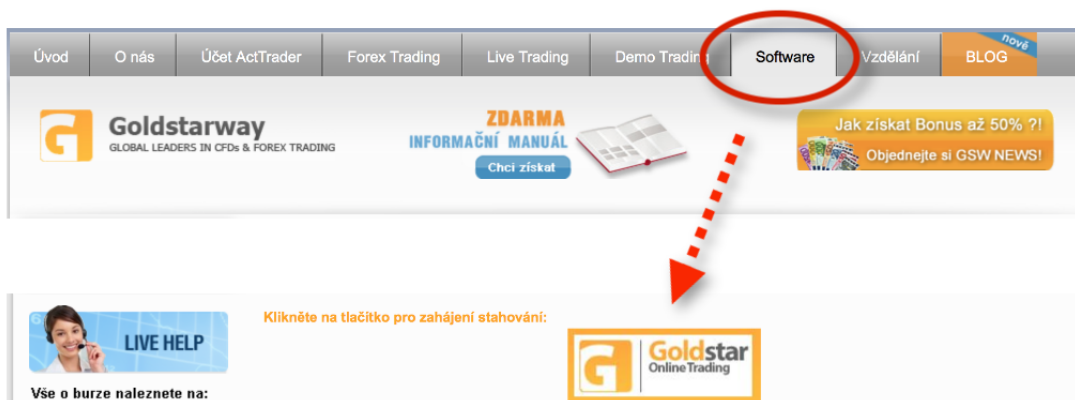 Úvod
O nás
Účet ActTrader
Forex Trading
Live Trading
Demo Trading
Software
Vzdělání
BLOG
nově
Goldstarway
GLOBAL LEADERS IN CFDs & FOREX TRADING
ZDARMA
INFORMAČNÍ MANUÁL
Chci získat
Jak získat Bonus až 50% ?!
Objednejte si GSW NEWS!
LIVE HELP
Vše o burze naleznete na:
Klikněte na tlačítko pro zahájení stahování:
Goldstar
Online Trading